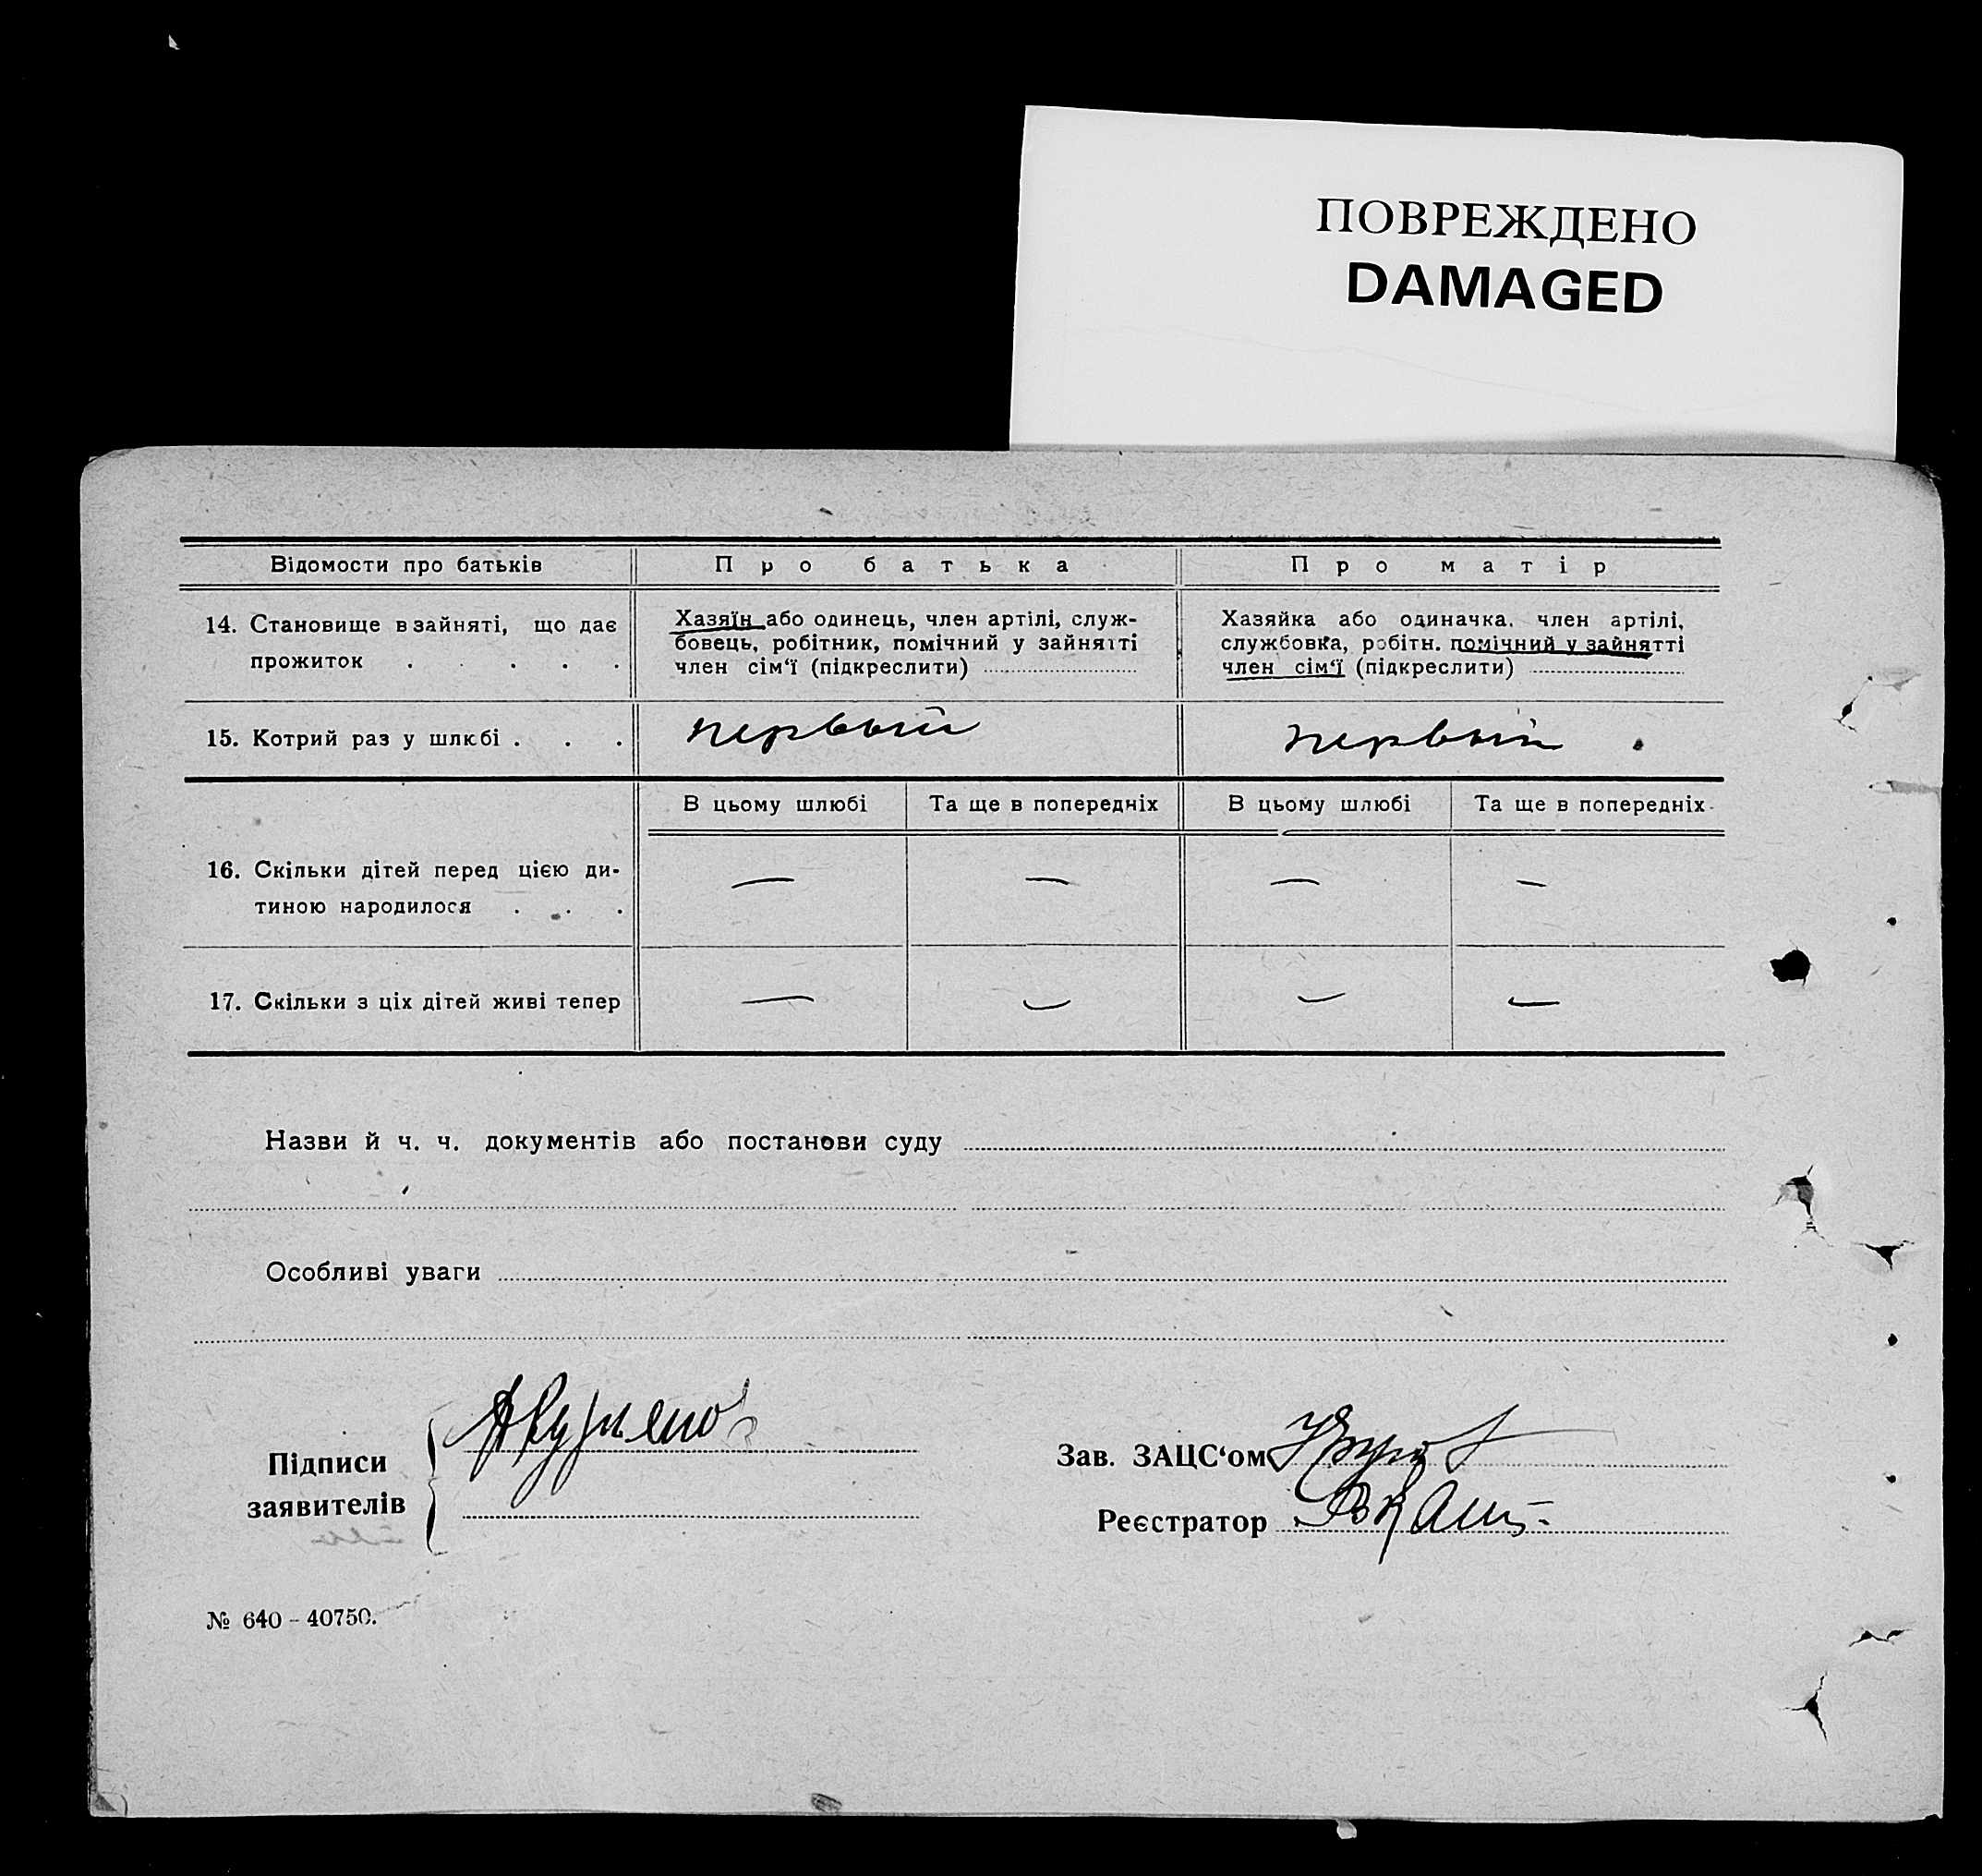 ПОВРЕЖДЕНО
DAMAGED
Відомости про батьків
Про батька
Про матір
14. Становище в зайняті, що дає
прожиток . . . . .
Хазяїн або одинець, член артілі, служ-
бовець, робітник, помічний у зайнятті
член сім‘ї (підкреслити)
Хазяйка або одиначка, член артілі,
службовка, робітн. помічний у зайнятті
член сім‘ї (підкреслити)
15. Котрий раз у шлюбі . . .
первый
первый
В цьому шлюбі
Та ще в попередніх
В цьому шлюбі
Та ще в попередніх
16. Скільки дітей перед цією ди-
тиною народилося . . .
— — — —
17. Скільки з ціх дітей живі тепер
— — — —
Назви й ч. ч. документів або постанови суду
Особливі уваги
Підписи
заявителів
Зав. ЗАЦС‘ом
Реєстратор
№ 640 – 40750.